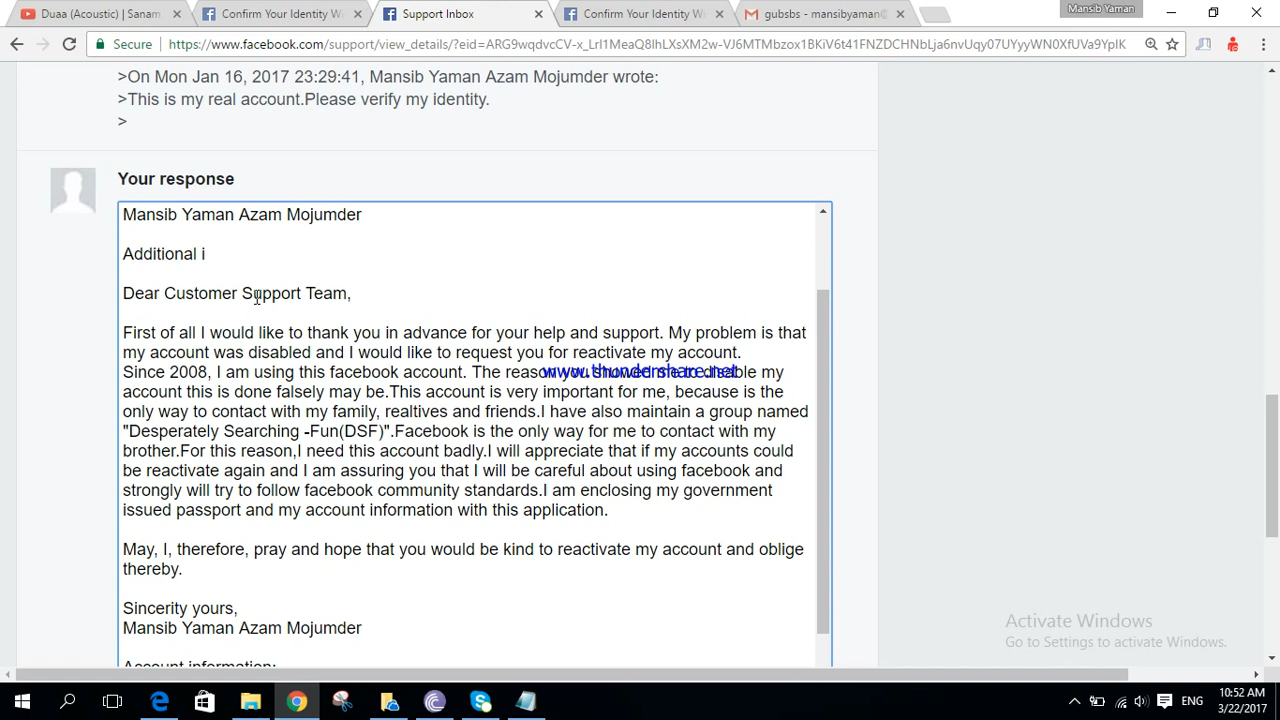 Duaa (Acoustic) | Sanam
Confirm Your Identity W
Support Inbox
Confirm Your Identity W
gubsbs - mansibyaman@
Mansib Yaman
Secure
https://www.facebook.com/support/view_details/?eid=
>On Mon Jan 16, 2017 23:29:41, Mansib Yaman Azam Mojumder wrote:
>This is my real account.Please verify my identity.
>
Your response
Mansib Yaman Azam Mojumder
Additional i
Dear Customer Support Team,
First of all I would like to thank you in advance for your help and support. My problem is that
my account was disabled and I would like to request you for reactivate my account.
Since 2008, I am using this facebook account. The reason you showed me to disable my
www.thundershare.net
account this is done falsely may be.This account is very important for me, because is the
only way to contact with my family, realtives and friends.I have also maintain a group named
"Desperately Searching -Fun(DSF)".Facebook is the only way for me to contact with my
brother.For this reason,I need this account badly.I will appreciate that if my accounts could
be reactivate again and I am assuring you that I will be careful about using facebook and
strongly will try to follow facebook community standards.I am enclosing my government
issued passport and my account information with this application.
May, I, therefore, pray and hope that you would be kind to reactivate my account and oblige
thereby.
Sincerity yours,
Mansib Yaman Azam Mojumder
Account information:
Activate Windows
Go to Settings to activate Windows.
ENG
10:52 AM
3/22/2017